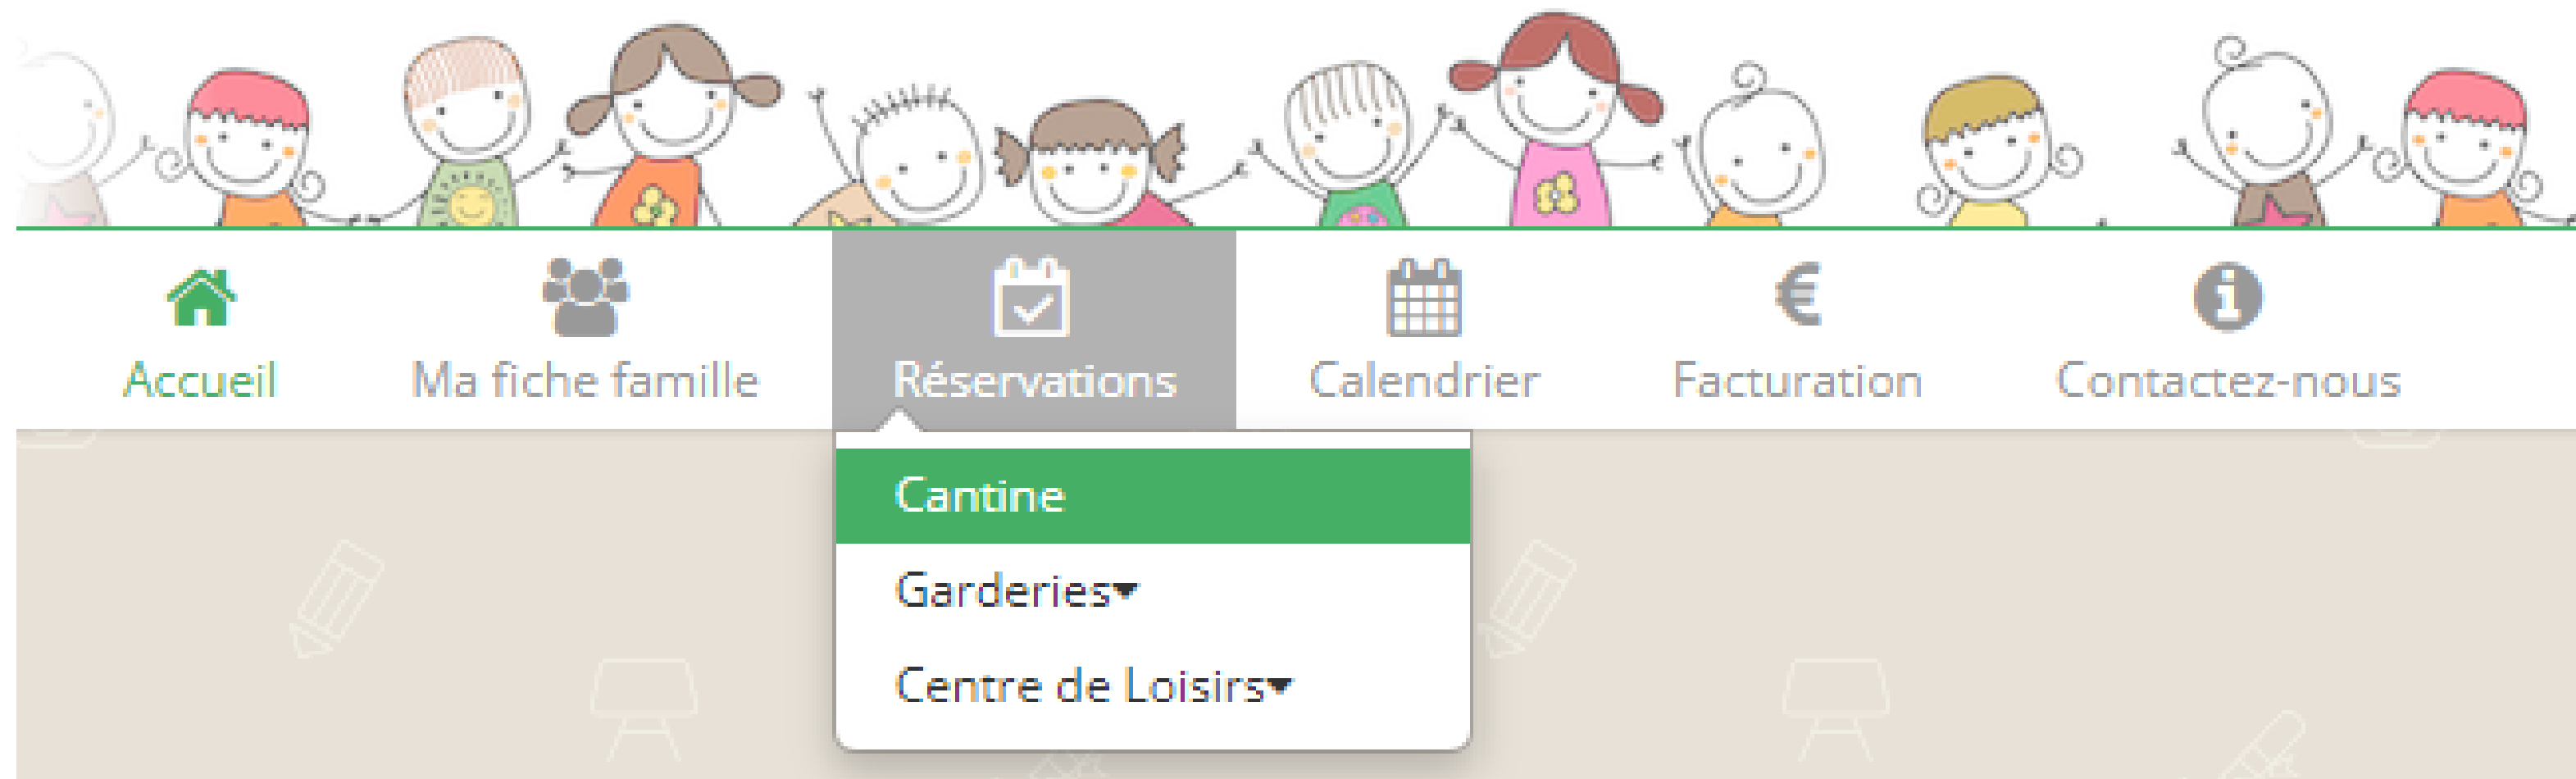 Accueil Ma fiche famille Réservations Calendrier Facturation Contactez-nous
Cantine
Garderies
Centre de Loisirs